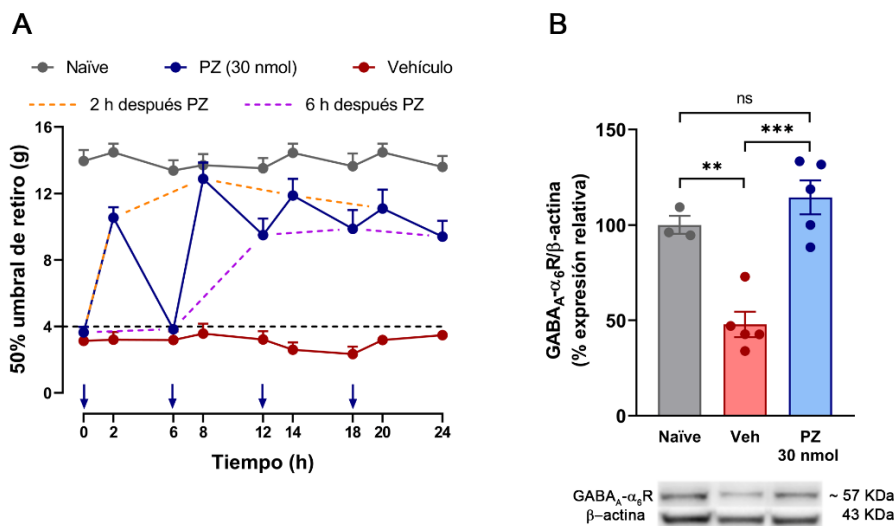 A
Naïve PZ (30 nmol) Vehículo
2 h después PZ 6 h después PZ
50% umbral de retiro (g)
16
12
8
4
0
0 2 6 8 12 14 18 20 24
Tiempo (h)
B
ns
***
**
GABAA-α6R/β-actina
(% expresión relativa)
150
100
50
0
Naïve Veh PZ
30 nmol
GABAA-α6R ~ 57 KDa
β-actina 43 KDa